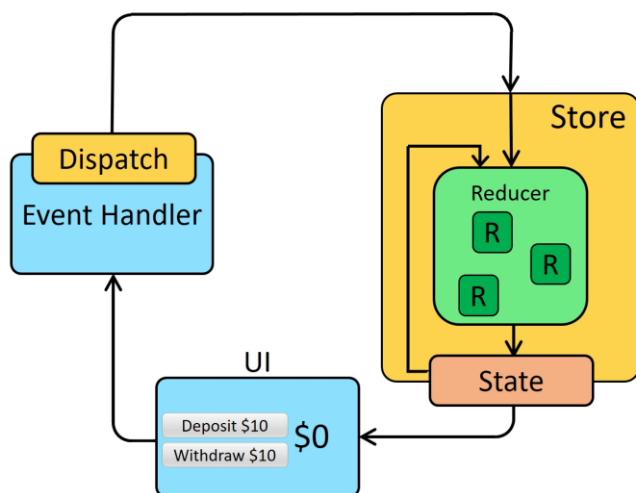 Store
Dispatch
Event Handler
Reducer
R
R
R
State
UI
Deposit $10
Withdraw $10
$0